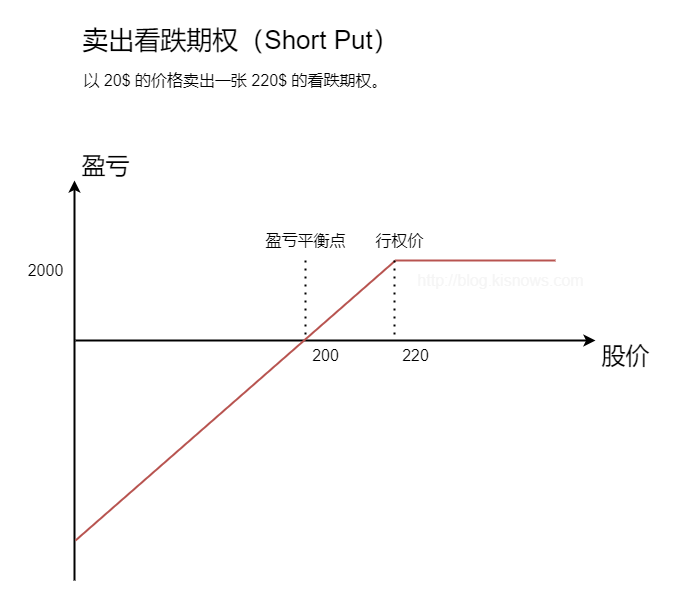 卖出看跌期权（Short Put）
以 20$ 的价格卖出一张 220$ 的看跌期权。
盈亏
盈亏平衡点 行权价
2000
http://blog.kisnows.com
200 220
股价